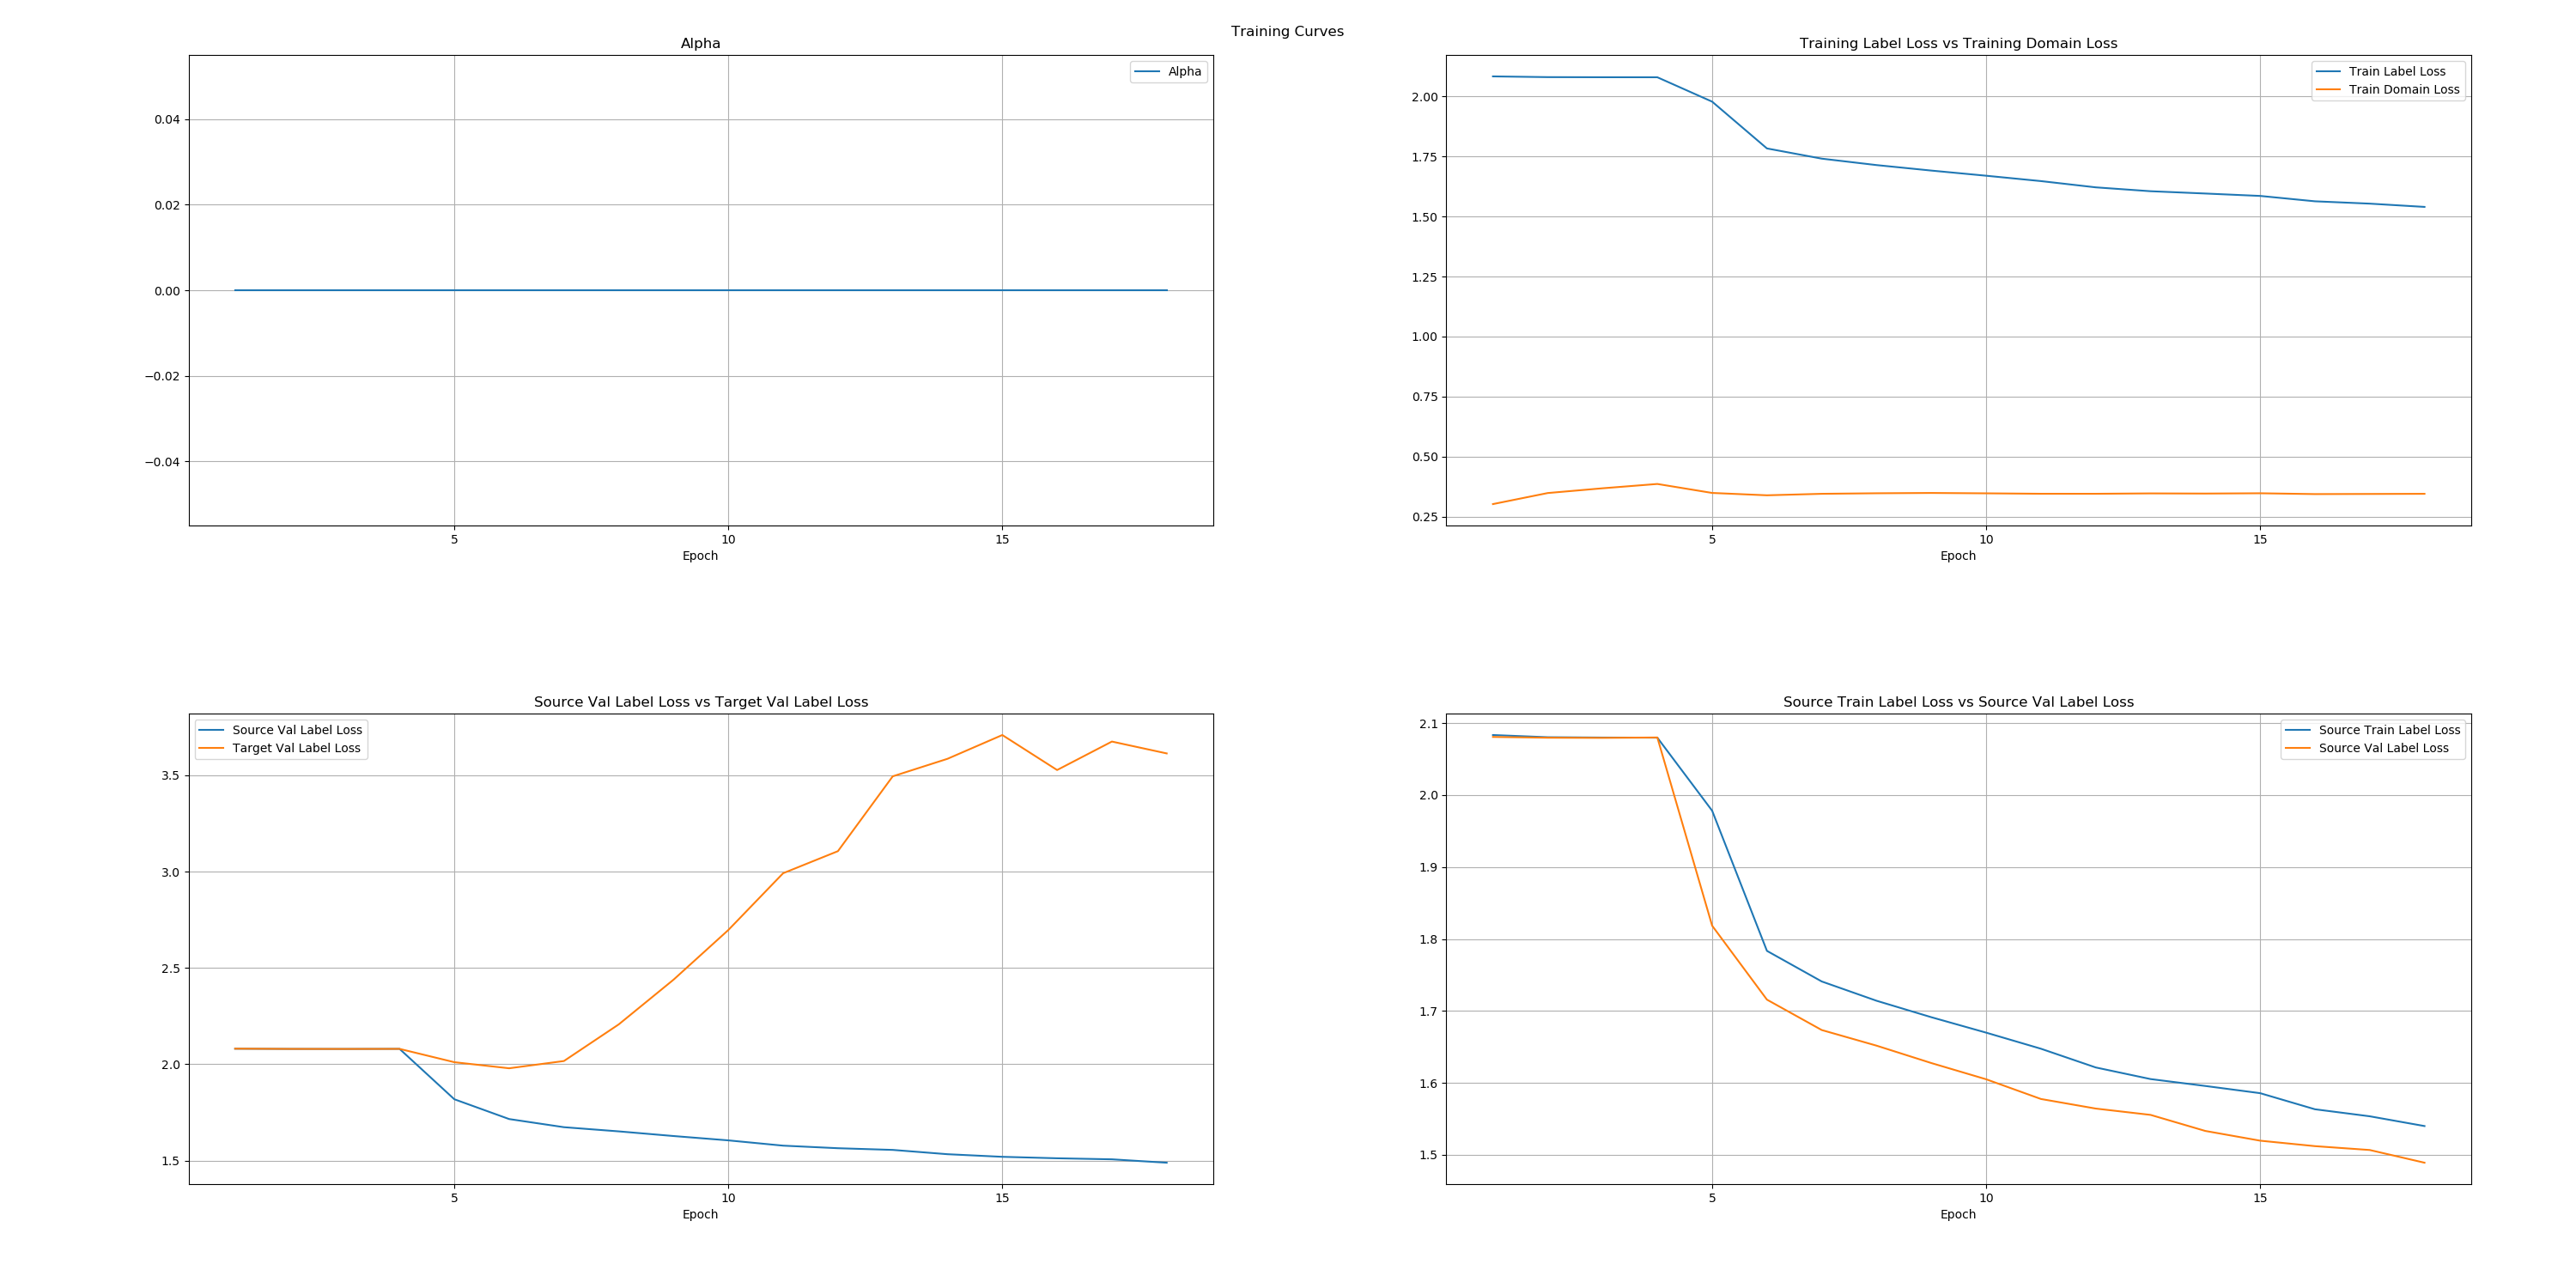 Training Curves
Alpha
Alpha
0.04
0.02
0.00
−0.02
−0.04
5 10 15
Epoch
Training Label Loss vs Training Domain Loss
Train Label Loss
Train Domain Loss
2.00
1.75
1.50
1.25
1.00
0.75
0.50
0.25
5 10 15
Epoch
Source Val Label Loss vs Target Val Label Loss
Source Val Label Loss
Target Val Label Loss
3.5
3.0
2.5
2.0
1.5
5 10 15
Epoch
Source Train Label Loss vs Source Val Label Loss
Source Train Label Loss
Source Val Label Loss
2.1
2.0
1.9
1.8
1.7
1.6
1.5
5 10 15
Epoch